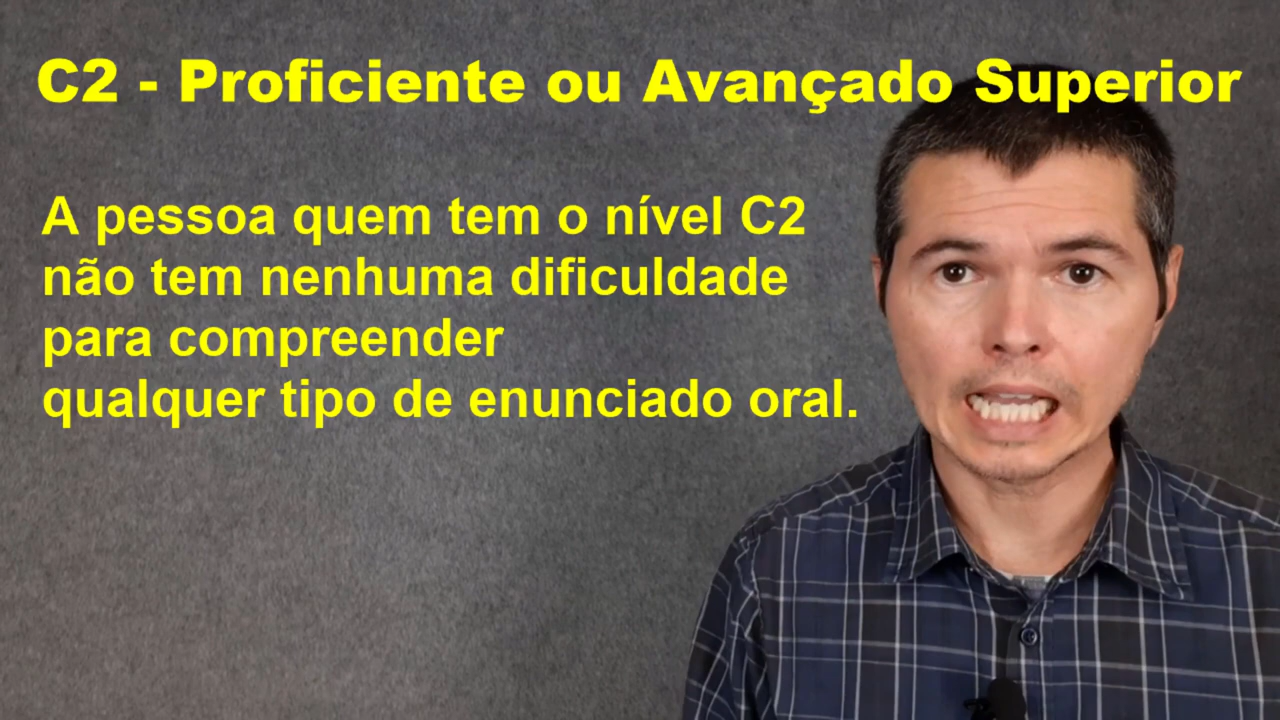 C2 - Proficiente ou Avançado Superior
A pessoa quem tem o nível C2
não tem nenhuma dificuldade
para compreender
qualquer tipo de enunciado oral.